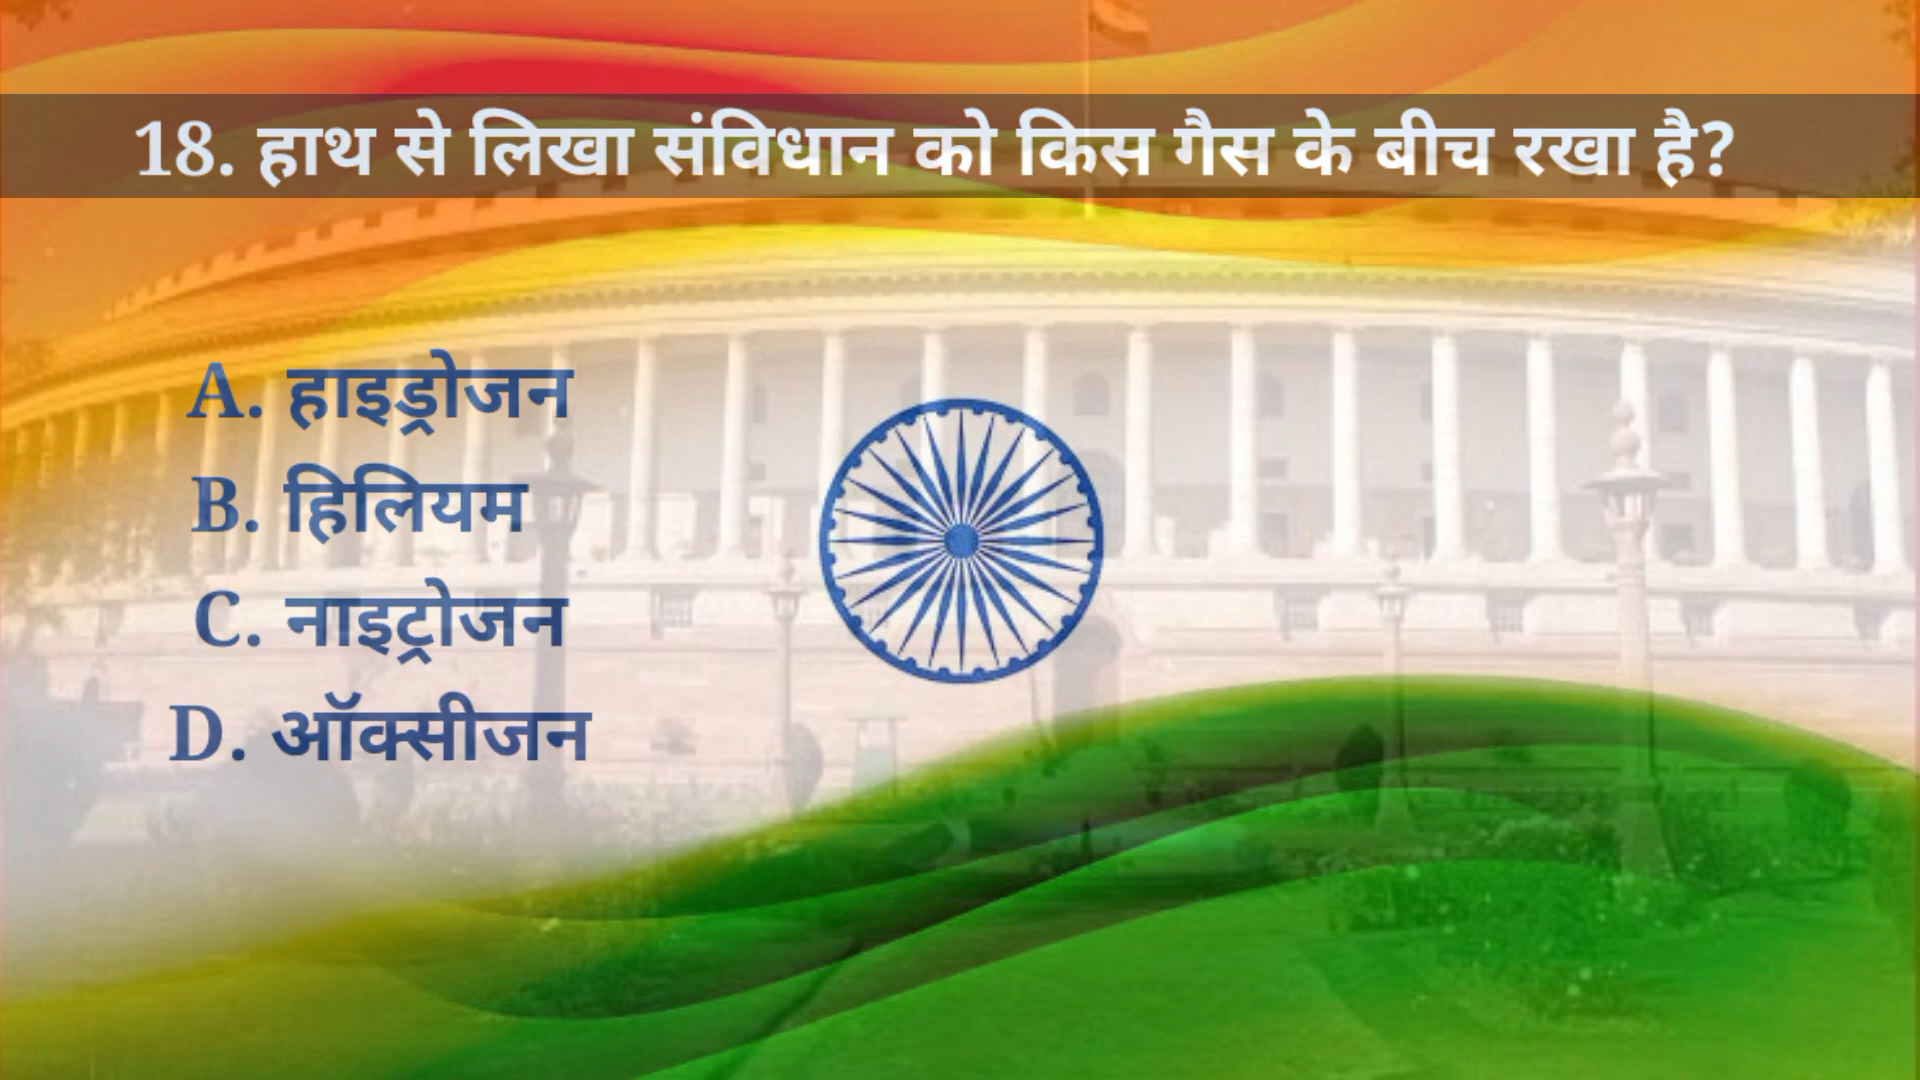 18. हाथ से लिखा संविधान को किस गैस के बीच रखा है?
A. हाइड्रोजन
B. हिलियम
C. नाइट्रोजन
D. ऑक्सीजन